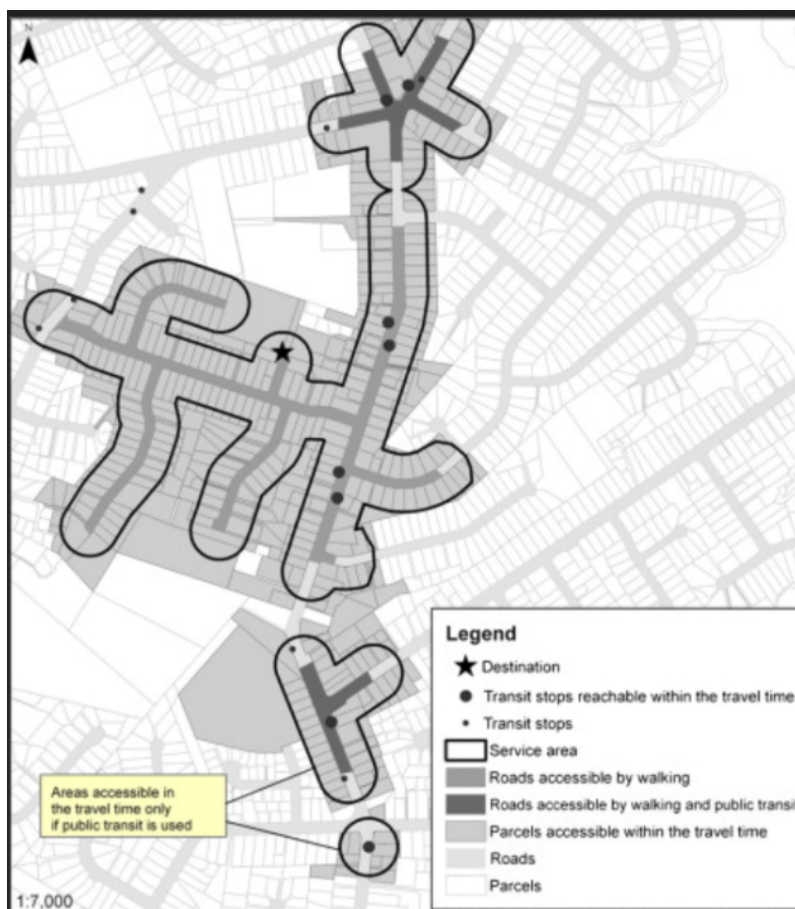 N
Legend
Destination
Transit stops reachable within the travel time
Transit stops
Service area
Roads accessible by walking
Roads accessible by walking and public transit
Parcels accessible within the travel time
Roads
Parcels
Areas accessible in
the travel time only
if public transit is used
1:7,000